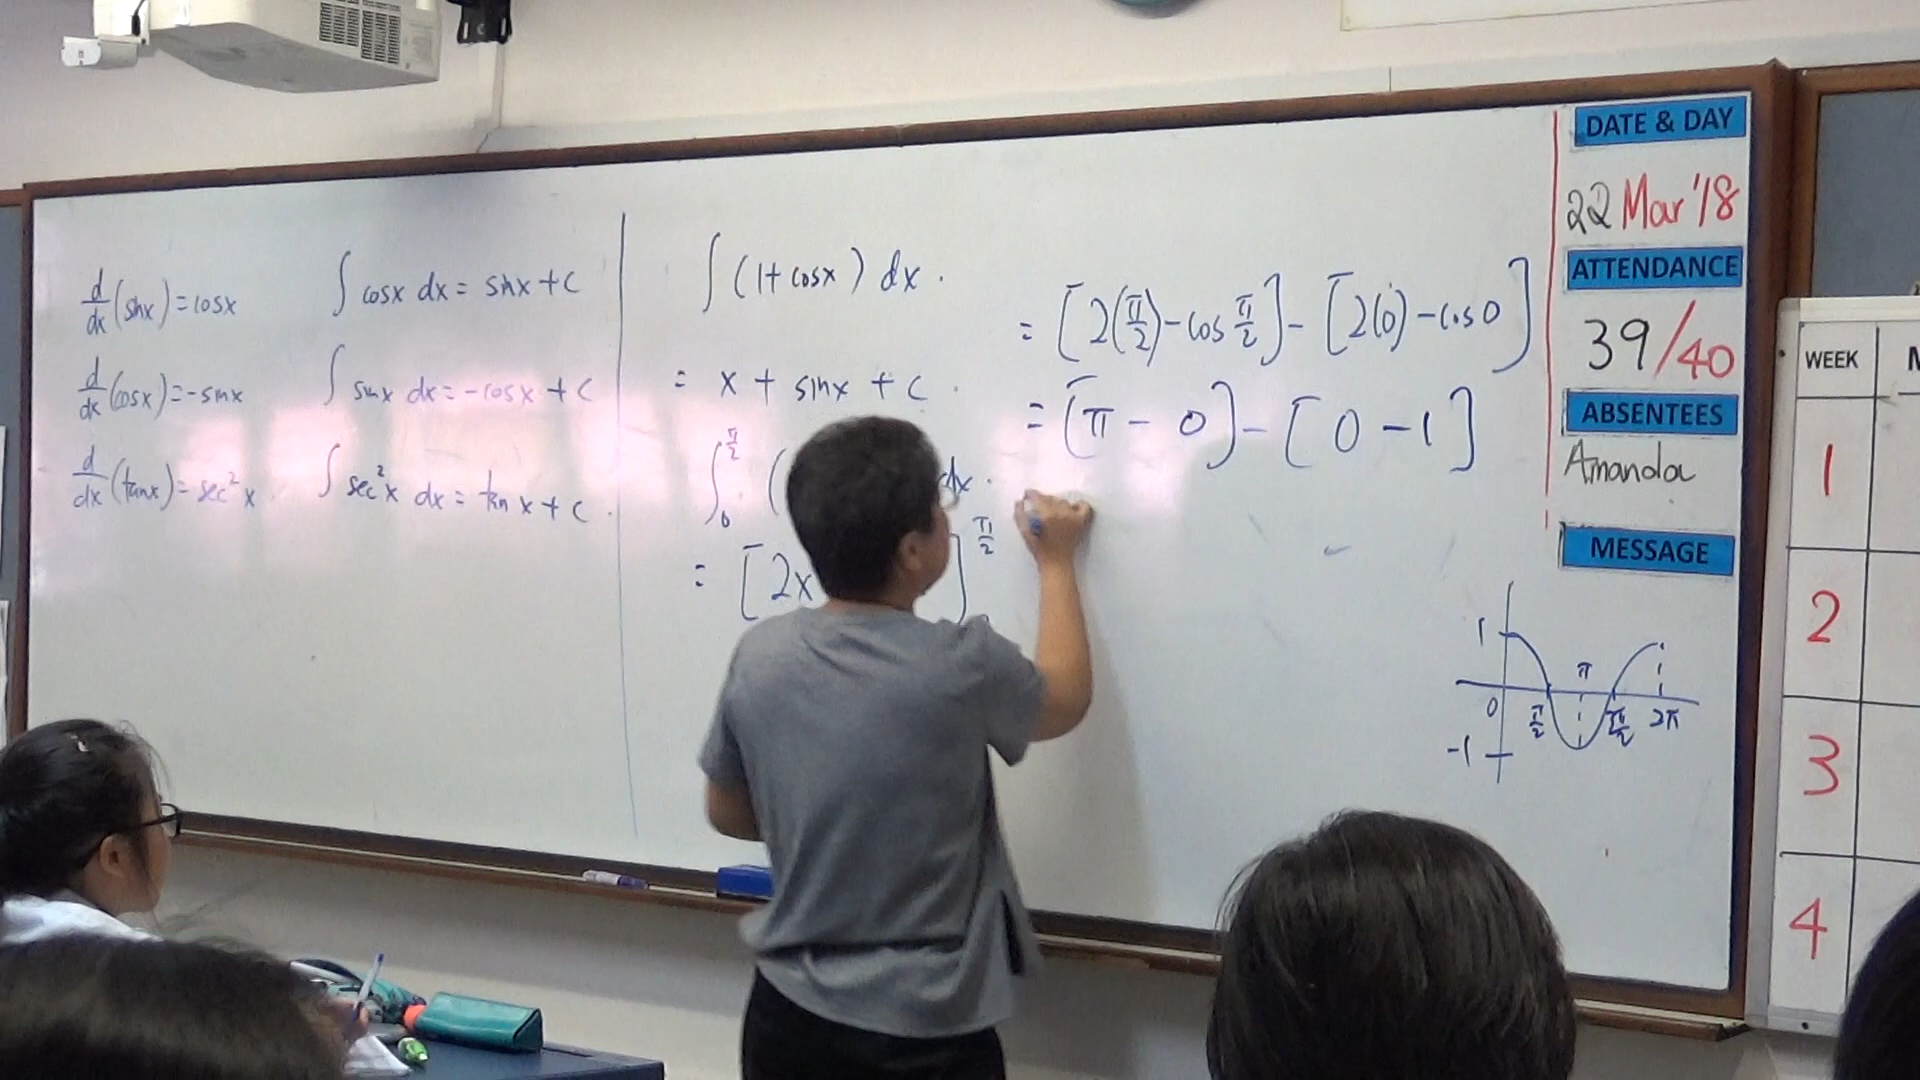 d/dx (sinx) = cosx
∫ cosx dx = sinx + c
d/dx (cosx) = -sinx
∫ sinx dx = -cosx + c
d/dx (tanx) = sec²x
∫ sec²x dx = tan x + c.
∫ (1+cosx) dx.
= x + sinx + c.
∫₀^(π/2) ( dx.
= [2x ]^(π/2)
= [2(π/2) - cos π/2] - [2(0) - cos 0]
= [π - 0] - [0 - 1]
1
0
-1
π/2
π
3π/2
2π
DATE & DAY
22 Mar '18
ATTENDANCE
39/40
ABSENTEES
Amanda
MESSAGE
WEEK
1
2
3
4